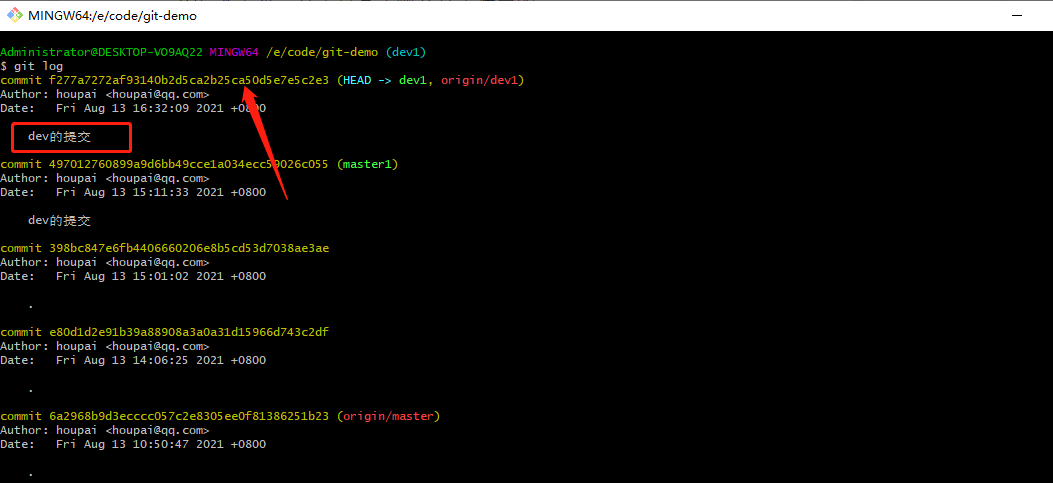 MINGW64:/e/code/git-demo
Administrator@DESKTOP-VO9AQ22 MINGW64 /e/code/git-demo (dev1)
$ git log
commit f277a7272af93140b2d5ca2b25ca50d5e7e5c2e3 (HEAD -> dev1, origin/dev1)
Author: houpai <houpai@qq.com>
Date:   Fri Aug 13 16:32:09 2021 +0800
dev的提交
commit 497012760899a9d6bb49cce1a034ecc59026c055 (master1)
Author: houpai <houpai@qq.com>
Date:   Fri Aug 13 15:11:33 2021 +0800
dev的提交
commit 398bc847e6fb4406660206e8b5cd53d7038ae3ae
Author: houpai <houpai@qq.com>
Date:   Fri Aug 13 15:01:02 2021 +0800
.
commit e80d1d2e91b39a88908a3a0a31d15966d743c2df
Author: houpai <houpai@qq.com>
Date:   Fri Aug 13 14:06:25 2021 +0800
.
commit 6a2968b9d3ecccc057c2e8305ee0f81386251b23 (origin/master)
Author: houpai <houpai@qq.com>
Date:   Fri Aug 13 10:50:47 2021 +0800
.